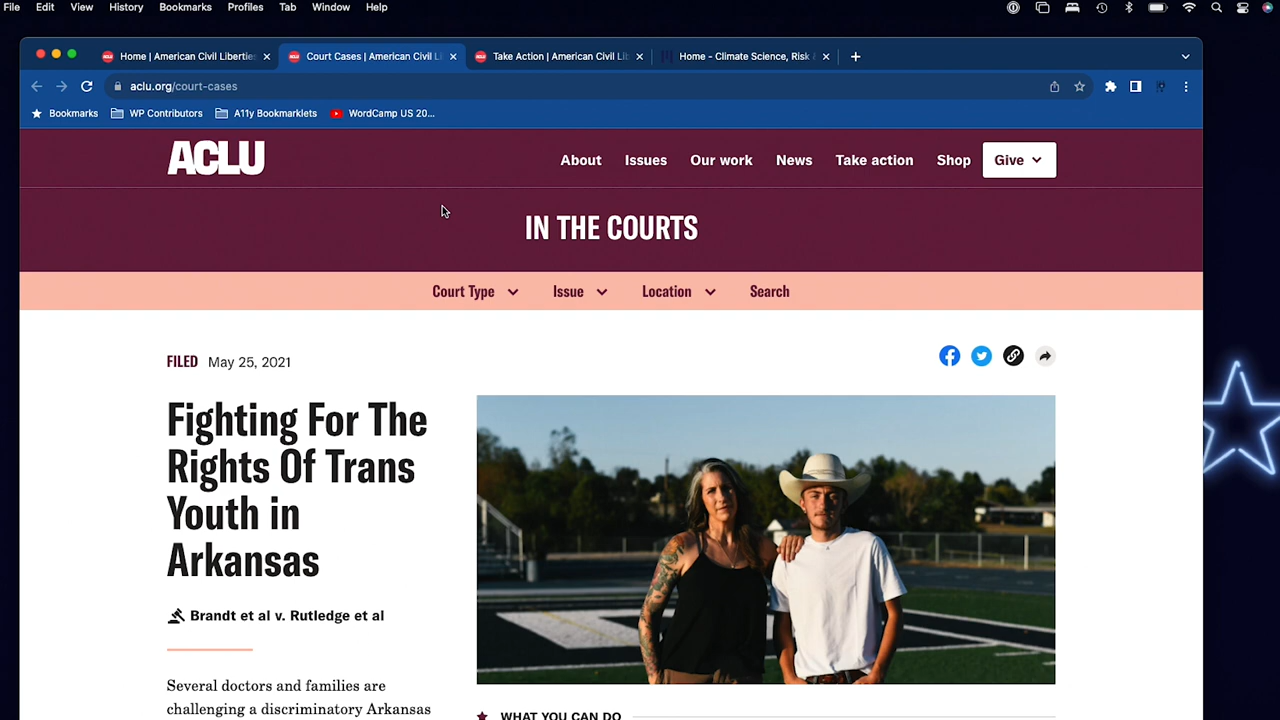 File Edit View History Bookmarks Profiles Tab Window Help
Home | American Civil Liberties Court Cases | American Civil Li Take Action | American Civil Lib Home - Climate Science, Risk &
aclu.org/court-cases
Bookmarks WP Contributors A11y Bookmarklets WordCamp US 20...
ACLU About Issues Our work News Take action Shop Give
IN THE COURTS
Court Type Issue Location Search
FILED May 25, 2021
Fighting For The
Rights Of Trans
Youth in
Arkansas
Brandt et al v. Rutledge et al
Several doctors and families are
challenging a discriminatory Arkansas
WHAT YOU CAN DO